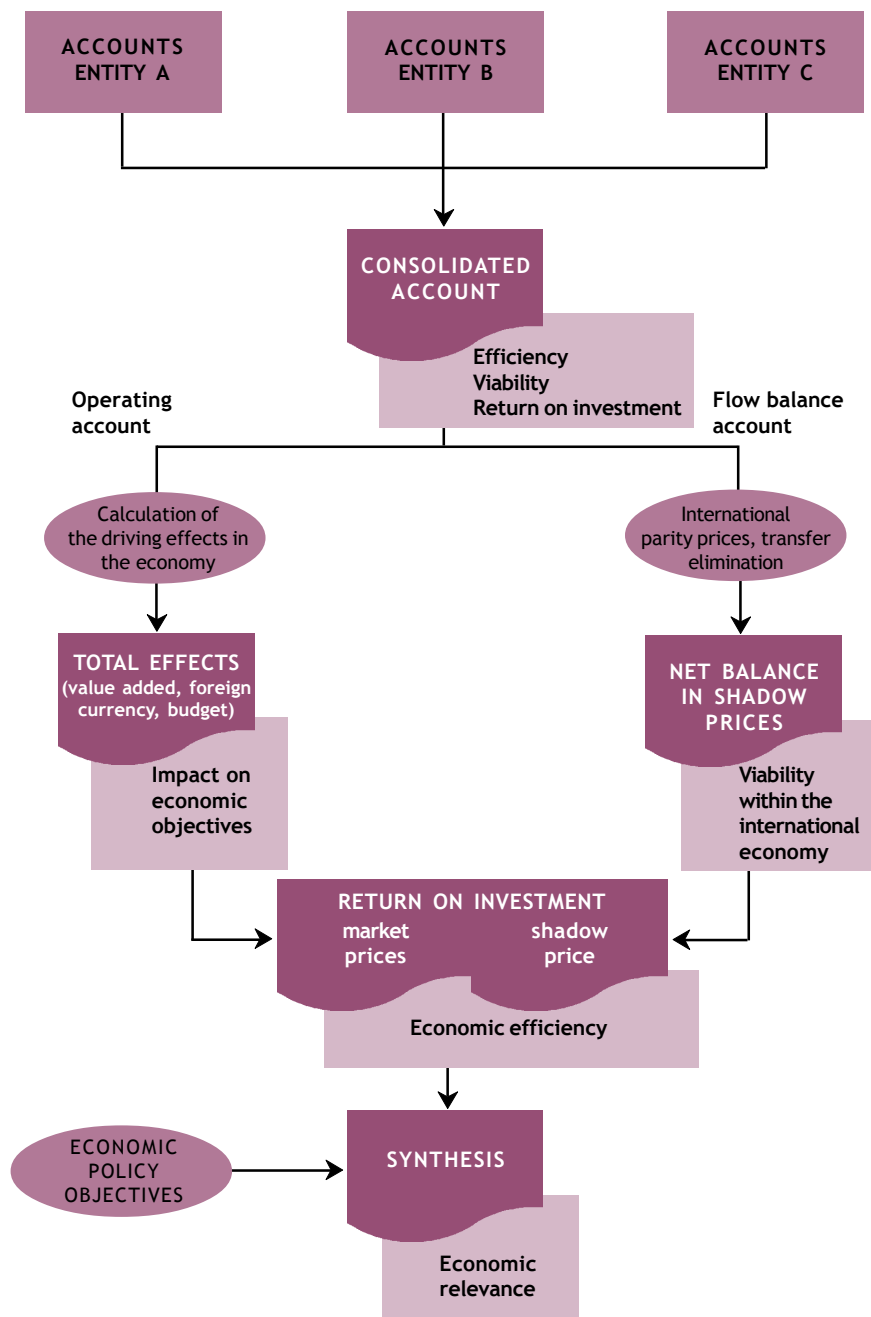 ACCOUNTS
ENTITY A
ACCOUNTS
ENTITY B
ACCOUNTS
ENTITY C
CONSOLIDATED
ACCOUNT
Efficiency
Viability
Return on investment
Operating
account
Flow balance
account
Calculation of
the driving effects in
the economy
International
parity prices, transfer
elimination
TOTAL EFFECTS
(value added, foreign
currency, budget)
NET BALANCE
IN SHADOW
PRICES
Impact on
economic
objectives
Viability
within the
international
economy
RETURN ON INVESTMENT
market
prices
shadow
price
Economic efficiency
ECONOMIC
POLICY
OBJECTIVES
SYNTHESIS
Economic
relevance